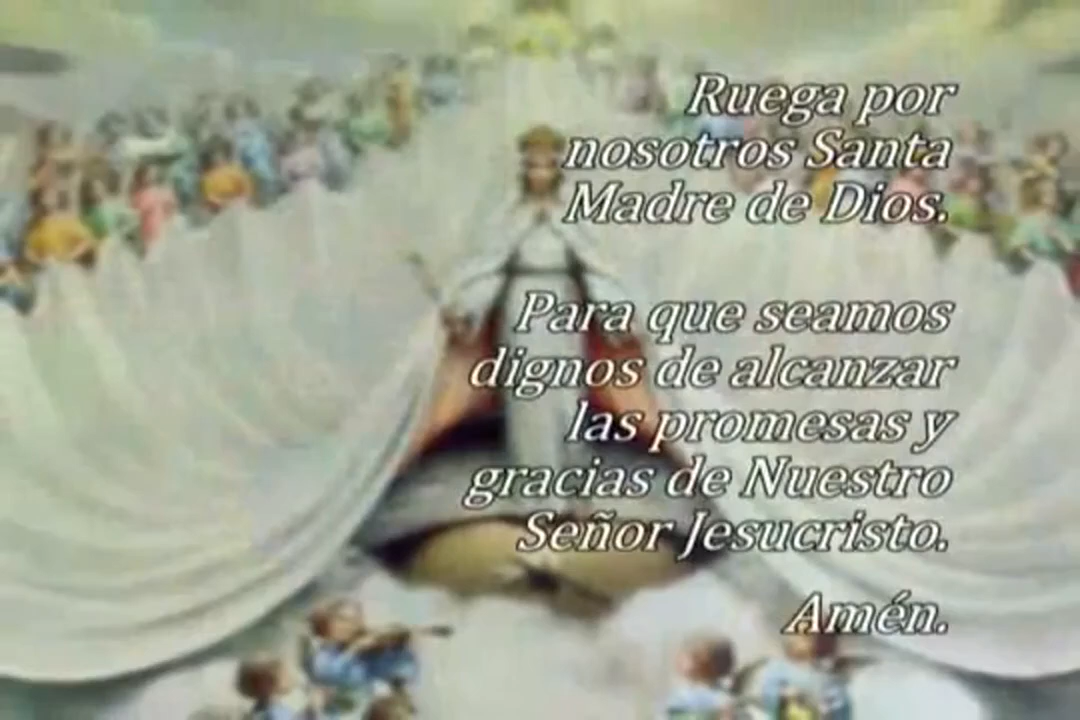 Ruega por
nosotros Santa
Madre de Dios.
Para que seamos
dignos de alcanzar
las promesas y
gracias de Nuestro
Señor Jesucristo.
Amén.